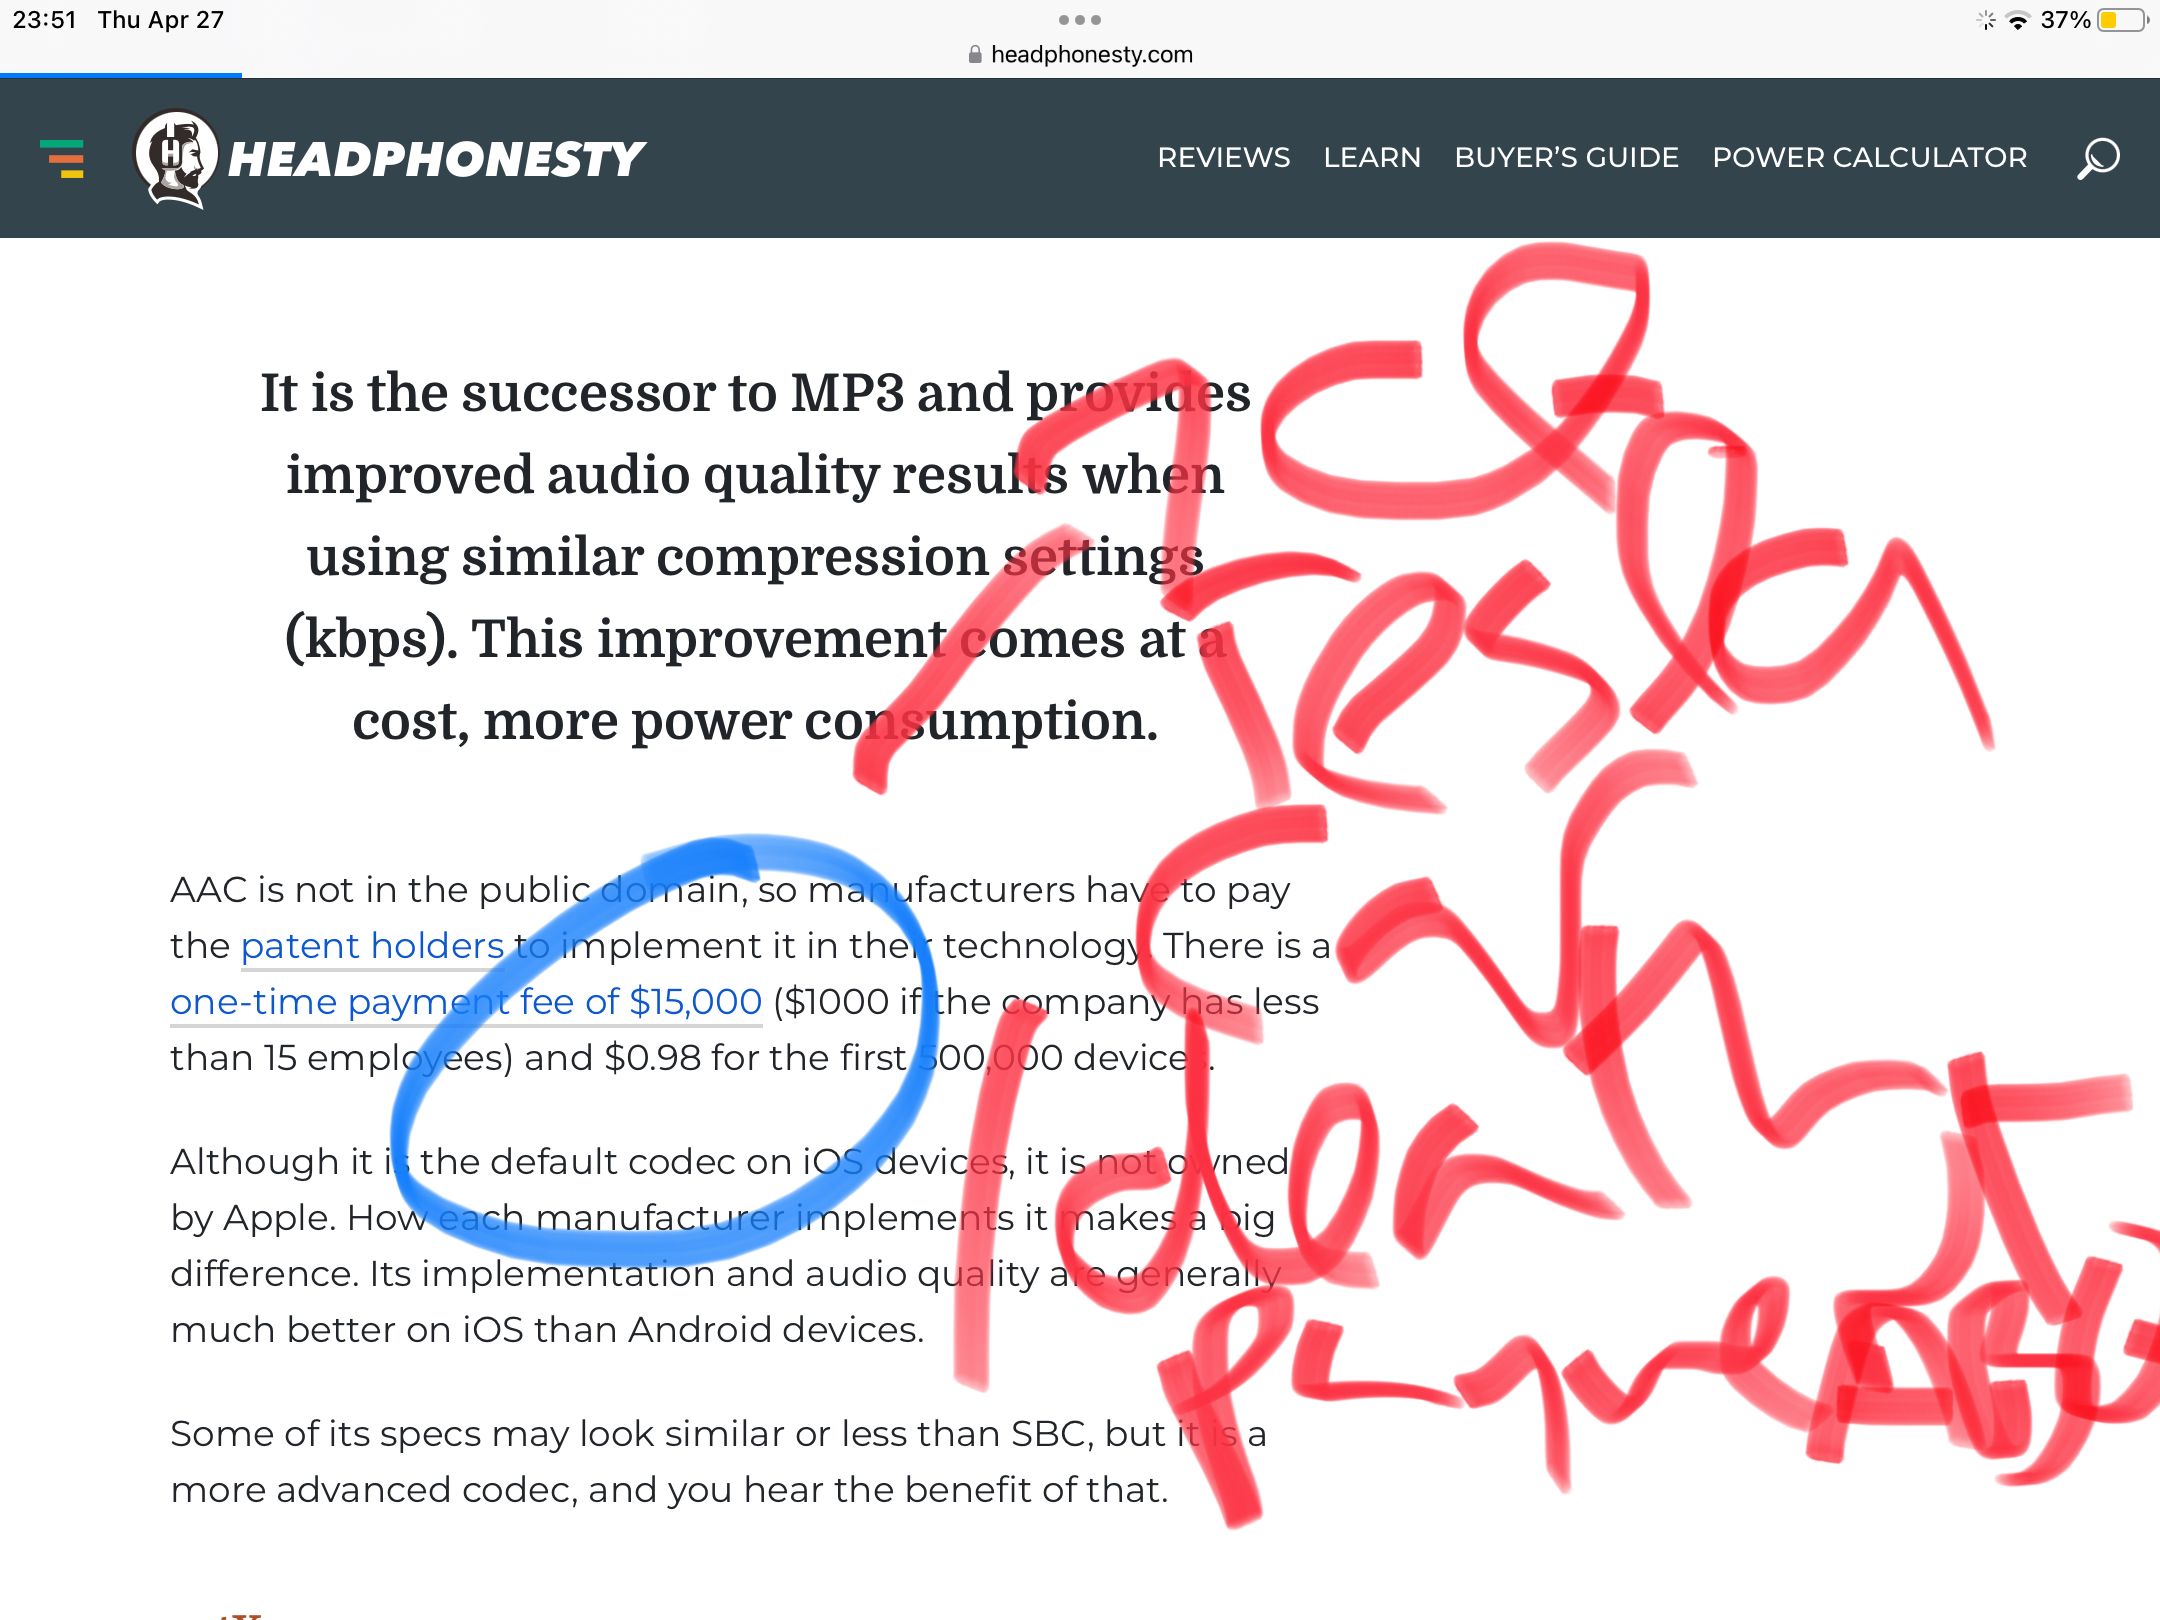 23:51 Thu Apr 27
37%
headphonesty.com
HEADPHONESTY
REVIEWS LEARN BUYER’S GUIDE POWER CALCULATOR
It is the successor to MP3 and provides
improved audio quality results when
using similar compression settings
(kbps). This improvement comes at a
cost, more power consumption.
AAC is not in the public domain, so manufacturers have to pay
the patent holders to implement it in their technology. There is a
one-time payment fee of $15,000 ($1000 if the company has less
than 15 employees) and $0.98 for the first 500,000 devices.
Although it is the default codec on iOS devices, it is not owned
by Apple. How each manufacturer implements it makes a big
difference. Its implementation and audio quality are generally
much better on iOS than Android devices.
Some of its specs may look similar or less than SBC, but it is a
more advanced codec, and you hear the benefit of that.
Tesla
can't